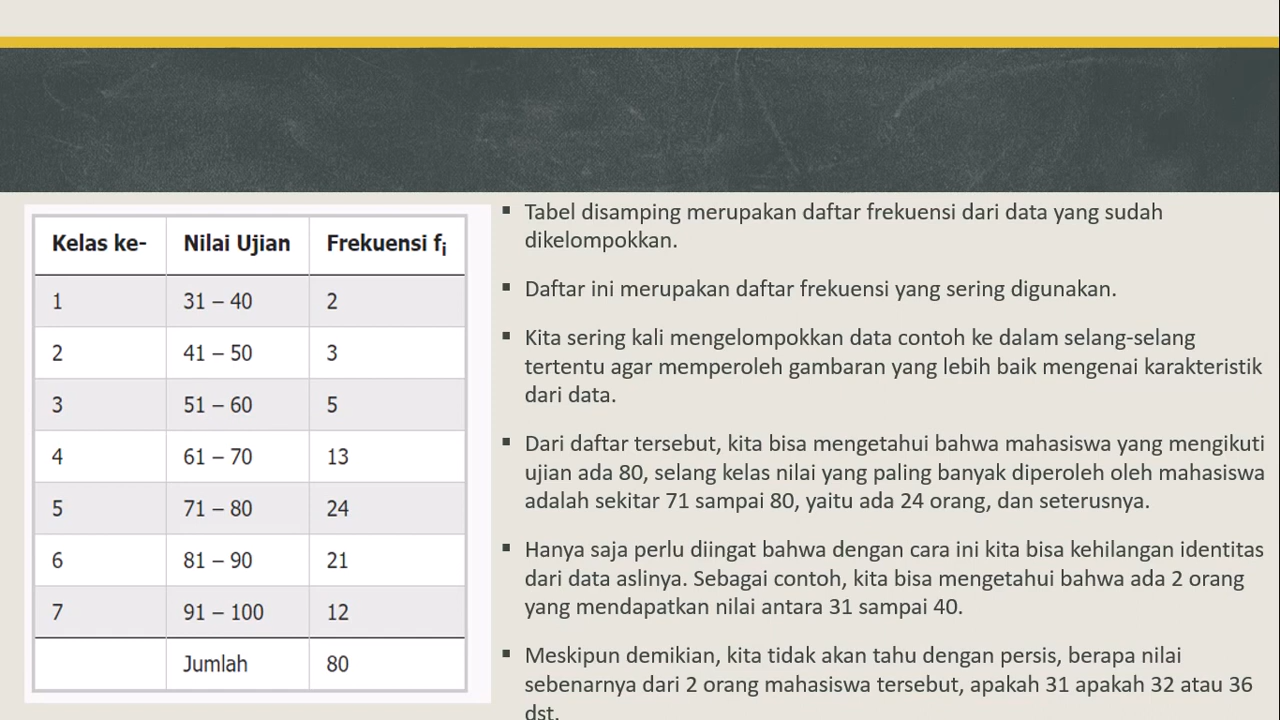 Kelas ke- Nilai Ujian Frekuensi fi
1 31 – 40 2
2 41 – 50 3
3 51 – 60 5
4 61 – 70 13
5 71 – 80 24
6 81 – 90 21
7 91 – 100 12
Jumlah 80
▪ Tabel disamping merupakan daftar frekuensi dari data yang sudah
dikelompokkan.
▪ Daftar ini merupakan daftar frekuensi yang sering digunakan.
▪ Kita sering kali mengelompokkan data contoh ke dalam selang-selang
tertentu agar memperoleh gambaran yang lebih baik mengenai karakteristik
dari data.
▪ Dari daftar tersebut, kita bisa mengetahui bahwa mahasiswa yang mengikuti
ujian ada 80, selang kelas nilai yang paling banyak diperoleh oleh mahasiswa
adalah sekitar 71 sampai 80, yaitu ada 24 orang, dan seterusnya.
▪ Hanya saja perlu diingat bahwa dengan cara ini kita bisa kehilangan identitas
dari data aslinya. Sebagai contoh, kita bisa mengetahui bahwa ada 2 orang
yang mendapatkan nilai antara 31 sampai 40.
▪ Meskipun demikian, kita tidak akan tahu dengan persis, berapa nilai
sebenarnya dari 2 orang mahasiswa tersebut, apakah 31 apakah 32 atau 36
dst.